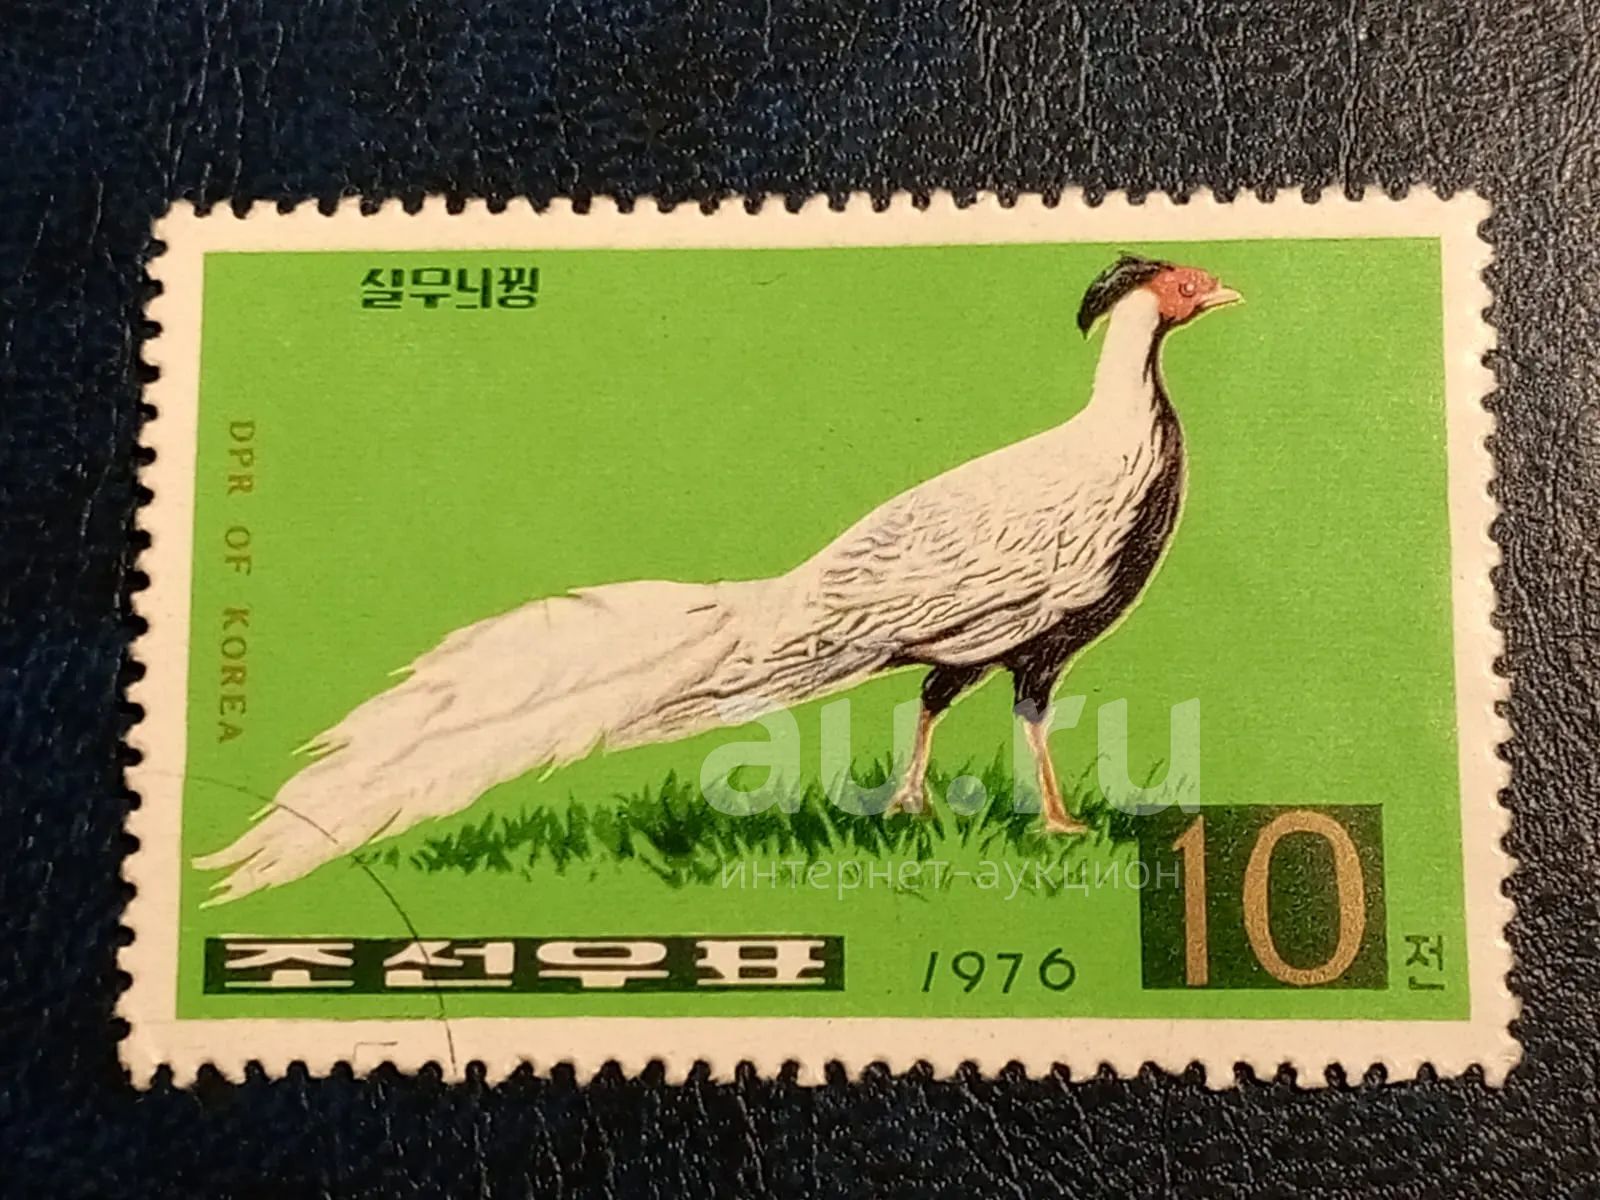 실무늬꿩
DPR OF KOREA
조선우표
1976
10
전
au.ru
интернет-аукцион